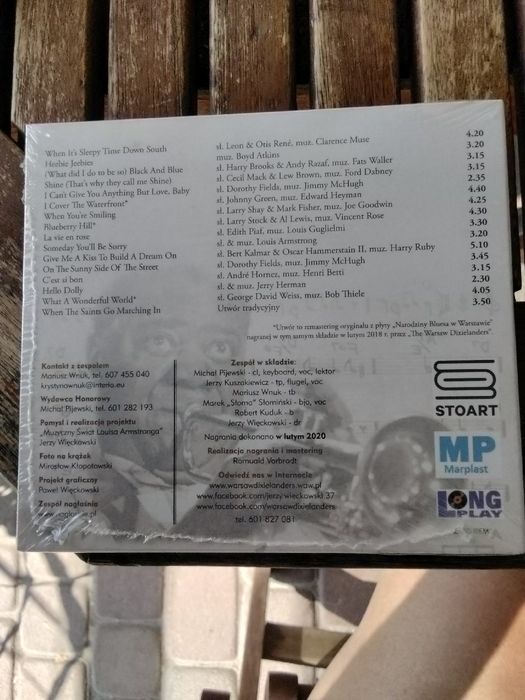 When It's Sleepy Time Down South sł. Leon & Otis René, muz. Clarence Muse 4.20
Heebie Jeebies muz. Boyd Atkins 3.20
(What did I do to be so) Black And Blue sł. Harry Brooks & Andy Razaf, muz. Fats Waller 3.15
Shine (That's why they call me Shine) sł. Cecil Mack & Lew Brown, muz. Ford Dabney 3.15
I Can't Give You Anything But Love, Baby sł. Dorothy Fields, muz. Jimmy McHugh 2.35
I Cover The Waterfront* sł. Johnny Green, muz. Edward Heyman 4.40
When You're Smiling sł. Larry Shay & Mark Fisher, muz. Joe Goodwin 4.25
Blueberry Hill* sł. Larry Stock & Al Lewis, muz. Vincent Rose 4.30
La vie en rose sł. Edith Piaf, muz. Louis Guglielmi 3.30
Someday You'll Be Sorry sł. & muz. Louis Armstrong 3.20
Give Me A Kiss To Build A Dream On sł. Bert Kalmar & Oscar Hammerstein II, muz. Harry Ruby 5.10
On The Sunny Side Of The Street sł. Dorothy Fields, muz. Jimmy McHugh 3.45
C'est si bon sł. André Hornez, muz. Henri Betti 3.15
Hello Dolly sł. & muz. Jerry Herman 2.30
What A Wonderful World* sł. George David Weiss, muz. Bob Thiele 4.05
When The Saints Go Marching In Utwór tradycyjny 3.50
*Utwór to remastering oryginału z płyty „Narodziny Bluesa w Warszawie"
nagranej w tym samym składzie w lutym 2018 r. przez „The Warsaw Dixielanders".
Kontakt z zespołem
Mariusz Wnuk, tel. 607 455 040
krystynawnuk@interia.eu
Wydawca Honorowy
Michał Pijewski, tel. 601 282 193
Pomysł i realizacja projektu
„Muzyczny Świat Louisa Armstronga"
Jerzy Więckowski
Foto na krążek
Mirosław Kłopotowski
Projekt graficzny
Paweł Więckowski
Zespół nagłaśnia
Zespół w składzie:
Michał Pijewski - cl, keyboard, voc, lektor
Jerzy Kuszakiewicz - tp, flugel, voc
Mariusz Wnuk - tb
Marek „Słoma" Słomiński - bjo, voc
Robert Kuduk - b
Jerzy Więckowski - dr
Nagrania dokonano w lutym 2020
Realizacja nagrania i mastering
Romuald Vorbrodt
Odwiedź nas w internecie
www.warsawdixielanders.waw.pl
www.facebook.com/jerzy.wieckowski.37
www.facebook.com/warsawdixielanders
tel. 601 827 081
STOART
MP
Marplast
LONG
PLAY